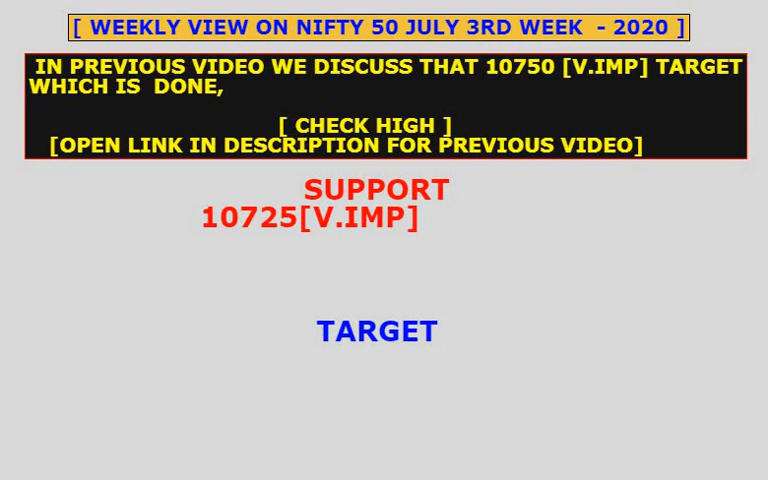 [ WEEKLY VIEW ON NIFTY 50 JULY 3RD WEEK - 2020 ]
IN PREVIOUS VIDEO WE DISCUSS THAT 10750 [V.IMP] TARGET
WHICH IS DONE,
[ CHECK HIGH ]
[OPEN LINK IN DESCRIPTION FOR PREVIOUS VIDEO]
SUPPORT
10725[V.IMP]
TARGET